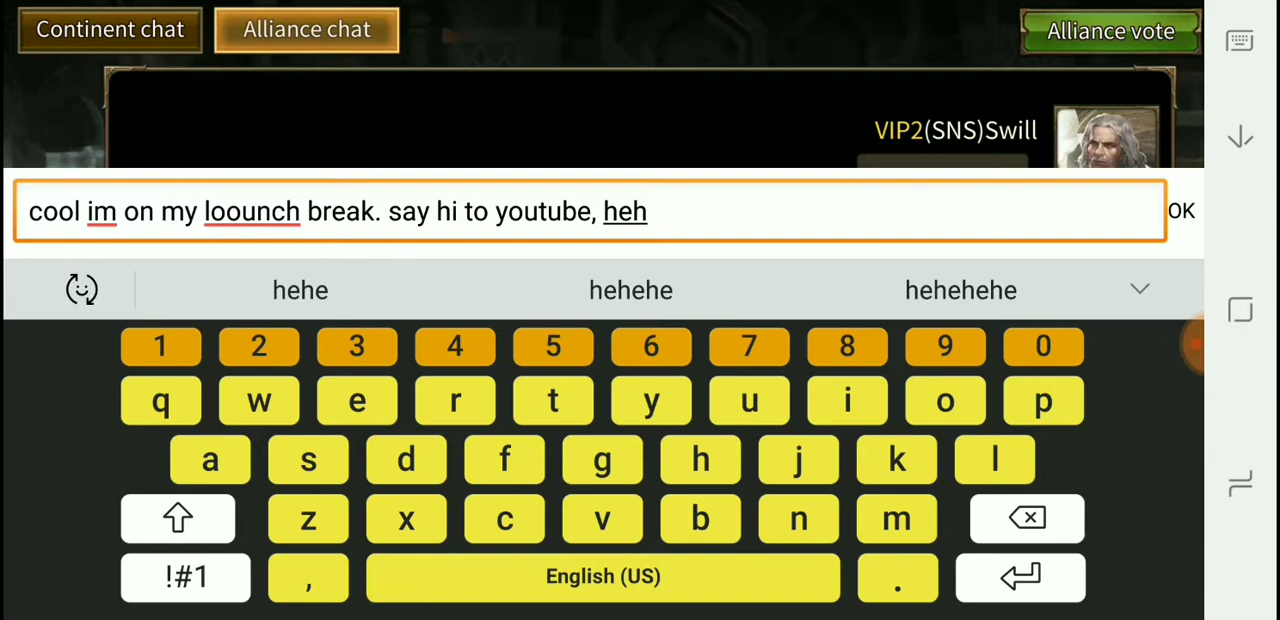 Continent chat
Alliance chat
Alliance vote
VIP2(SNS)Swill
cool im on my loounch break. say hi to youtube, heh
OK
hehe hehehe hehehehe
1 2 3 4 5 6 7 8 9 0
q w e r t y u i o p
a s d f g h j k l
z x c v b n m
!#1 , English (US) .